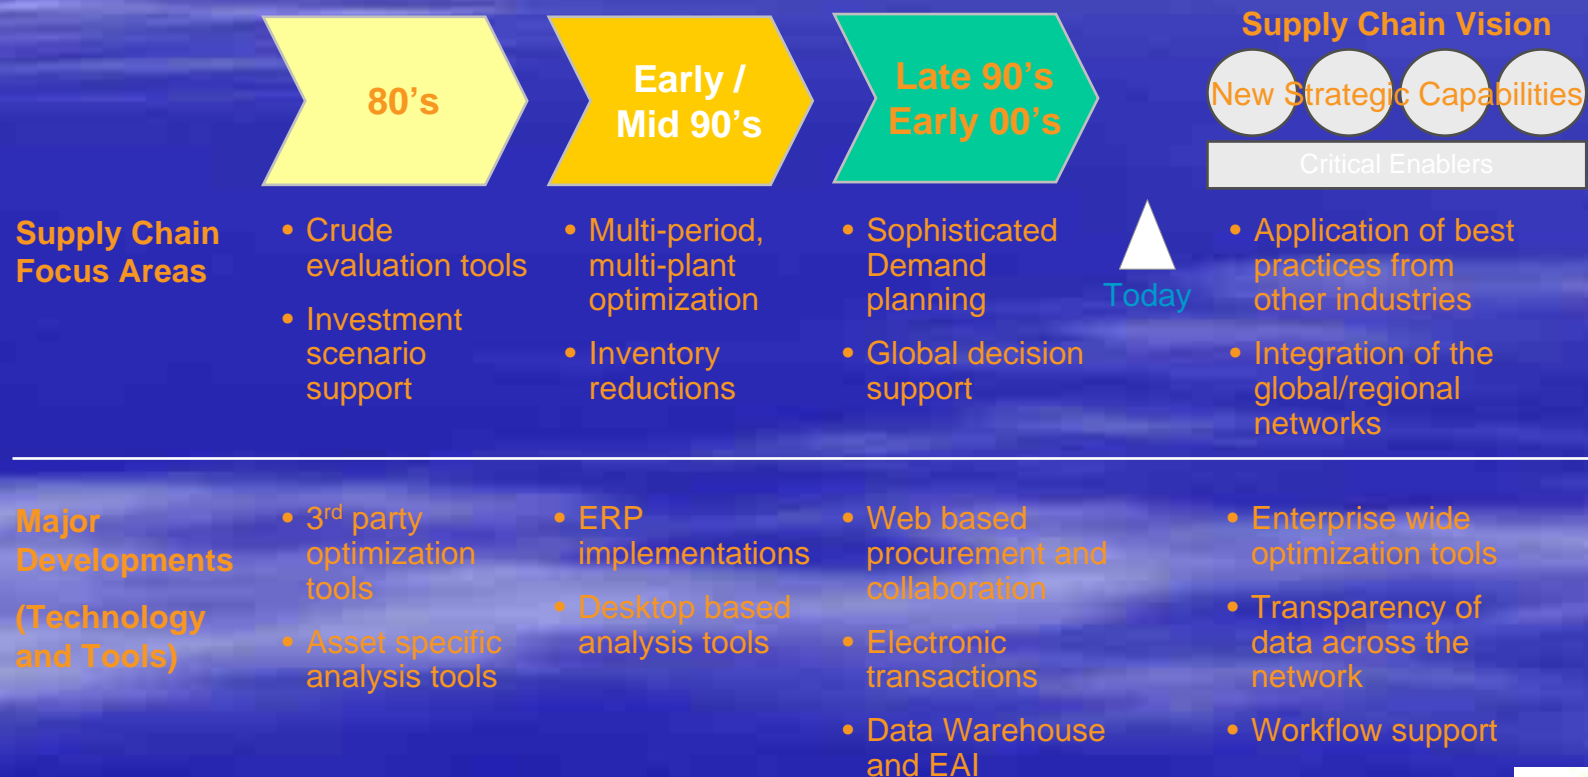 80’s
Early /
Mid 90’s
Late 90’s
Early 00’s
Supply Chain Vision
New Strategic Capabilities
Critical Enablers
Supply Chain
Focus Areas
• Crude
evaluation tools
• Investment
scenario
support
• Multi-period,
multi-plant
optimization
• Inventory
reductions
• Sophisticated
Demand
planning
• Global decision
support
Today
• Application of best
practices from
other industries
• Integration of the
global/regional
networks
Major
Developments
(Technology
and Tools)
• 3rd party
optimization
tools
• Asset specific
analysis tools
• ERP
implementations
• Desktop based
analysis tools
• Web based
procurement and
collaboration
• Electronic
transactions
• Data Warehouse
and EAI
• Enterprise wide
optimization tools
• Transparency of
data across the
network
• Workflow support